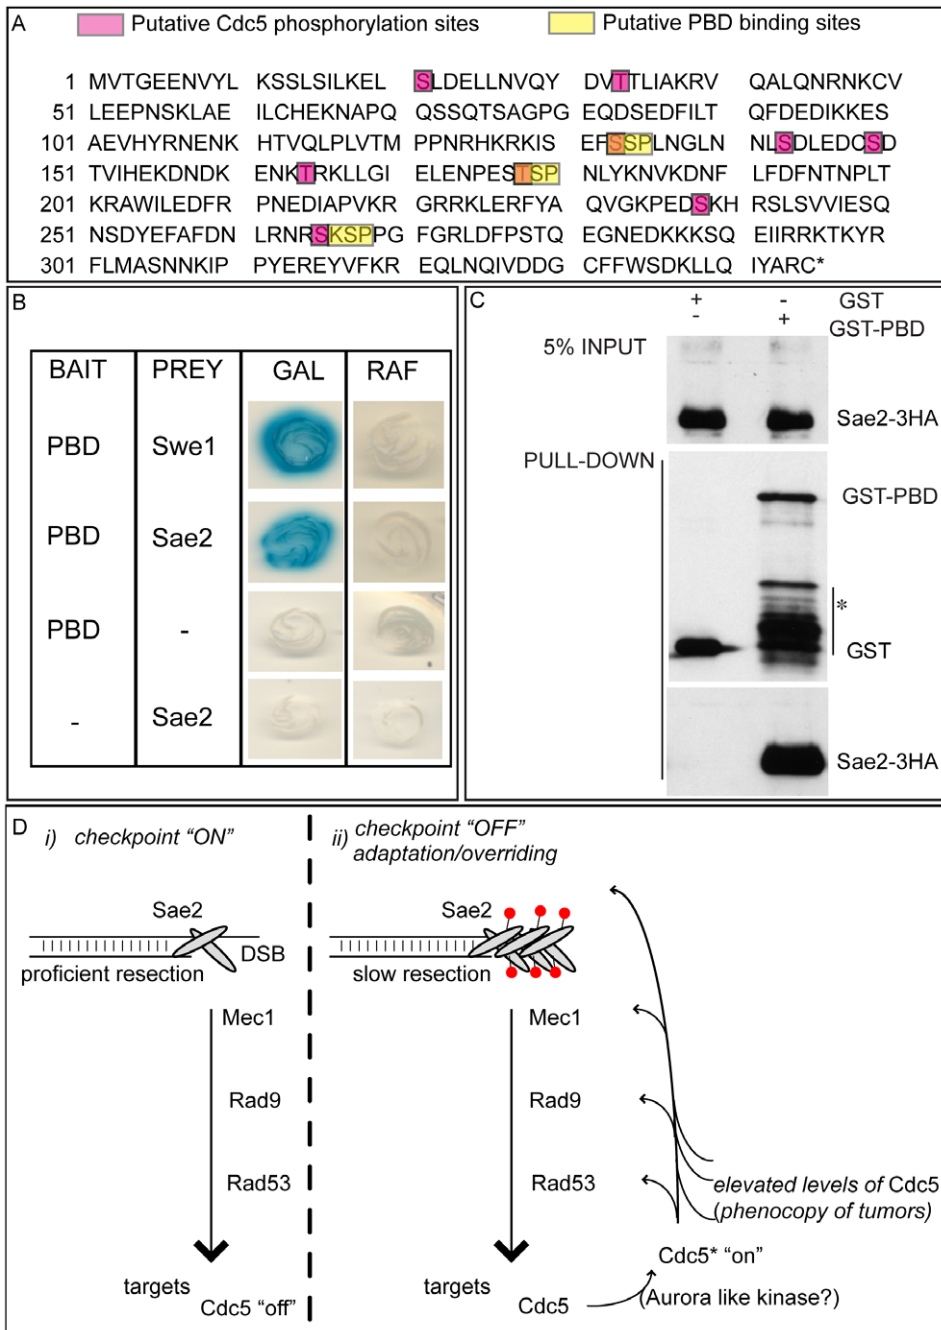 A
Putative Cdc5 phosphorylation sites
Putative PBD binding sites
1 MVTGEENVYL KSSLSILKEL SLDELLNVQY DVTTLIAKRV QALQNRNKCV
51 LEEPNSKLAE ILCHEKNAPQ QSSQTSAGPG EQDSEDFILT QFDEDIKKES
101 AEVHYRNENK HTVQLPLVTM PPNRHKRKIS EFSSPLNGLN NLSDLEDCSD
151 TVIHEKDNDK ENKTRKLLGI ELENPESTSP NLYKNVKDNF LFDFNTNPLT
201 KRAWILEDFR PNEDIAPVKR GRRKLERFYA QVGKPEDSKH RSLSVVIESQ
251 NSDYEFAFDN LRNRSKSPPG FGRLDFPSTQ EGNEDKKKSQ EIIRRKTKYR
301 FLMASNNKIP PYEREYVFKR EQLNQIVDDG CFFWSDKLLQ IYARC*
B
BAIT PREY GAL RAF
PBD Swe1
PBD Sae2
PBD -
- Sae2
C
+ - GST
- + GST-PBD
5% INPUT
Sae2-3HA
PULL-DOWN
GST-PBD
*
GST
Sae2-3HA
D
i) checkpoint “ON”
Sae2
DSB
proficient resection
Mec1
Rad9
Rad53
targets
Cdc5 “off”
ii) checkpoint “OFF”
adaptation/overriding
Sae2
slow resection
Mec1
Rad9
Rad53
targets
Cdc5
elevated levels of Cdc5
(phenocopy of tumors)
Cdc5* “on”
(Aurora like kinase?)